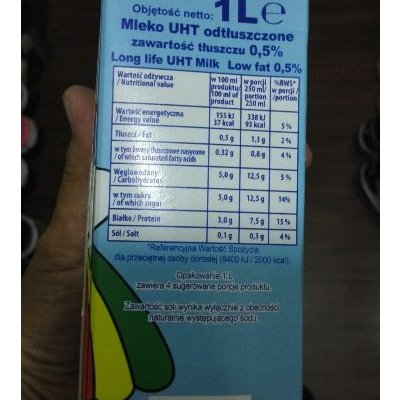 Objętość netto: 1L e
Mleko UHT odtłuszczone
zawartość tłuszczu 0,5%
Long life UHT Milk Low fat 0,5%
Wartość odżywcza / Nutritional value w 100 ml produktu/ 100 ml of product w porcji 250 ml/ portion 250 ml %RWS* w porcji / /portion
Wartość energetyczna / Energy value 155 kJ 37 kcal 338 kJ 93 kcal 5 %
Tłuszcz / Fat 0,5 g 1,3 g 2 %
w tym kwasy tłuszczowe nasycone / of which saturated fatty acids 0,32 g 0,8 g 4 %
Węglowodany / Carbohydrates 5,0 g 12,5 g 5 %
w tym cukry / of which sugar 5,0 g 12,5 g 14%
Białko / Protein 3,0 g 7,5 g 15 %
Sól / Salt 0,1 g 0,3 g 4 %
*Referencyjna Wartość Spożycia
dla przeciętnej osoby dorosłej (8400 kJ / 2000 kcal).
Opakowanie 1 L
zawiera 4 sugerowane porcje produktu.
Zawartość soli wynika wyłącznie z obecności
naturalnie występującego sodu.